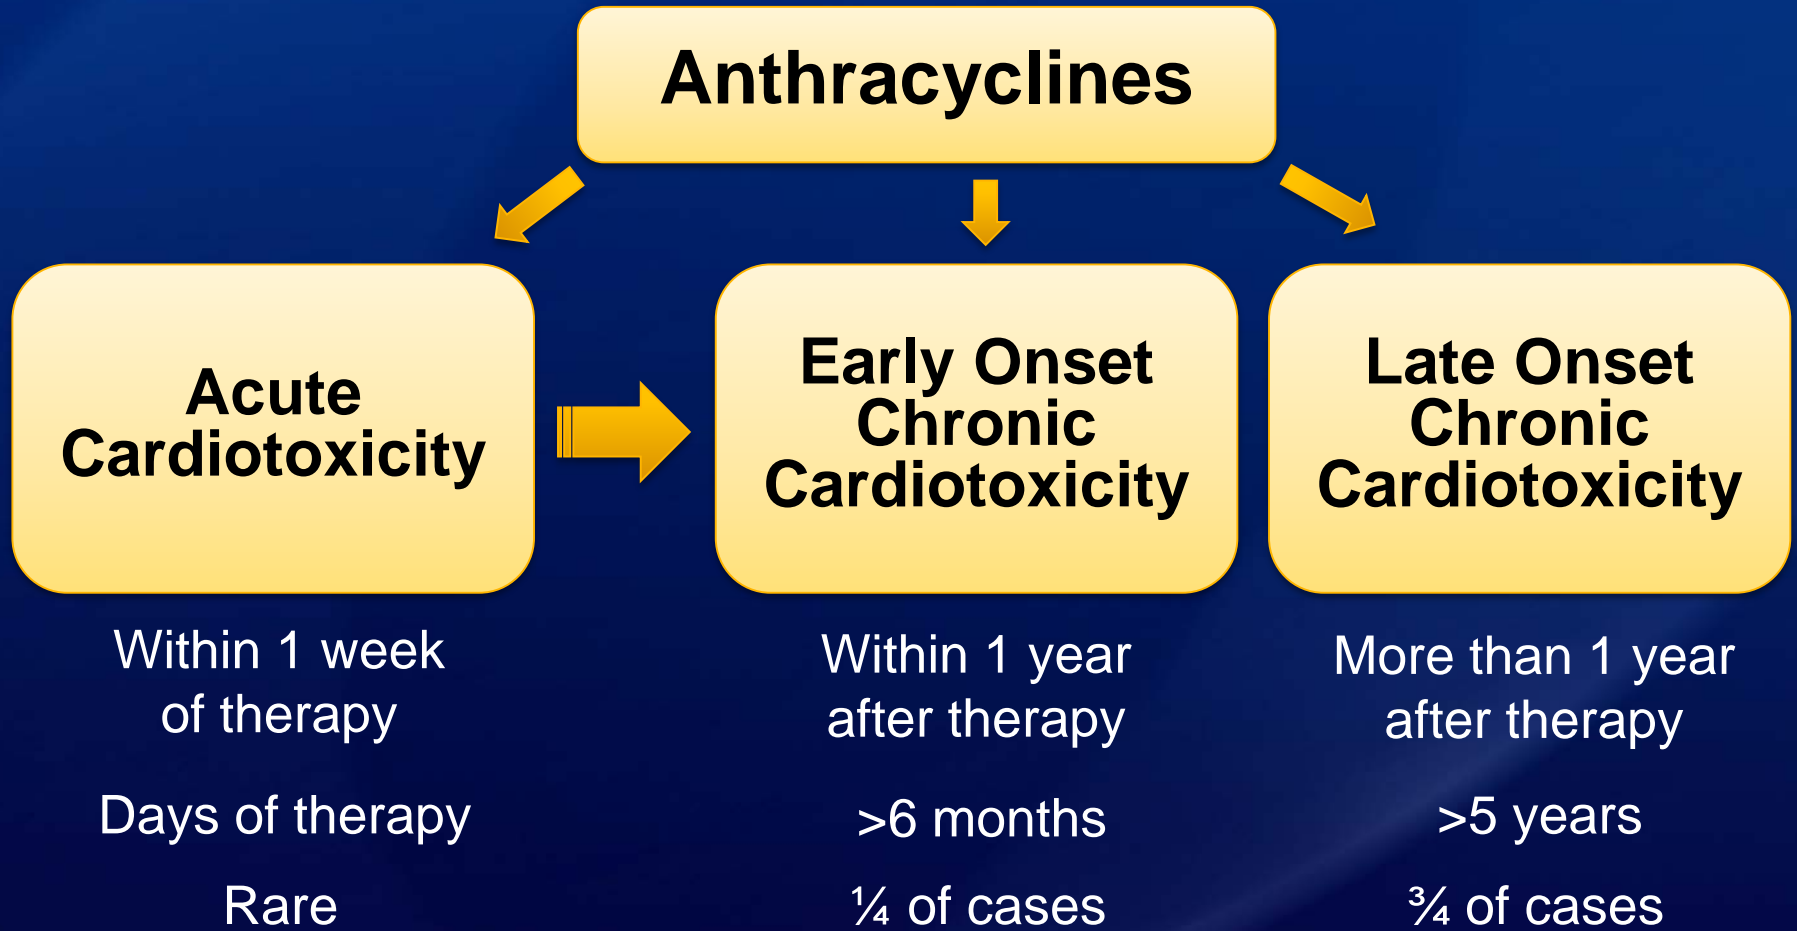 Anthracyclines
Acute
Cardiotoxicity
Early Onset
Chronic
Cardiotoxicity
Late Onset
Chronic
Cardiotoxicity
Within 1 week
of therapy
Within 1 year
after therapy
More than 1 year
after therapy
Days of therapy
>6 months
>5 years
Rare
¼ of cases
¾ of cases